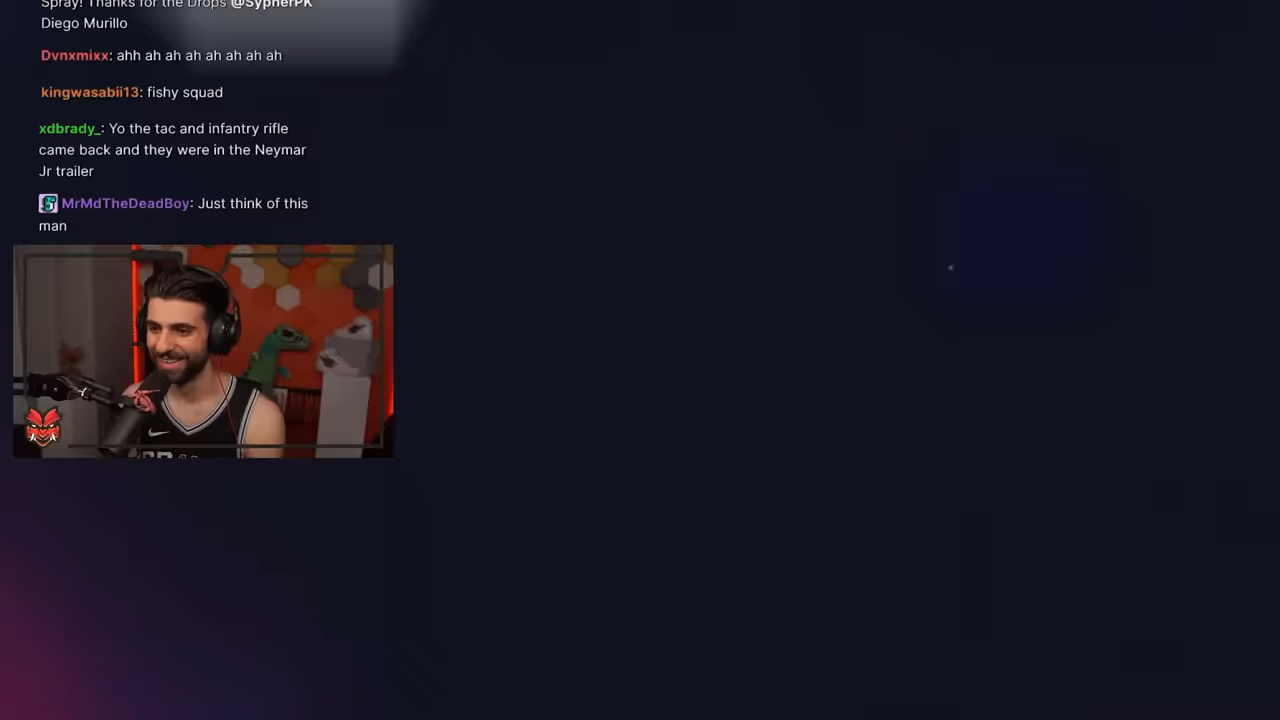 Spray! Thanks for the Drops @SypherPK
Diego Murillo
Dvnxmixx: ahh ah ah ah ah ah ah ah
kingwasabii13: fishy squad
xdbrady_: Yo the tac and infantry rifle
came back and they were in the Neymar
Jr trailer
MrMdTheDeadBoy: Just think of this
man